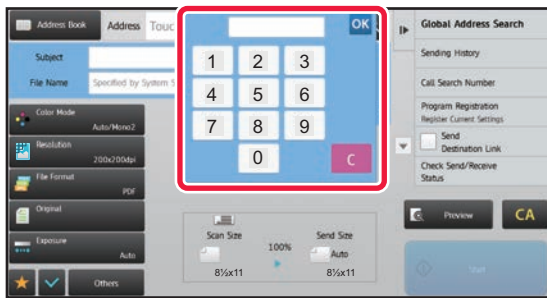 Address Book
Address
Touc
OK
Global Address Search
Subject
Sending History
File Name
Specified by System S
Call Search Number
1 2 3
4 5 6
7 8 9
0 C
Color Mode
Auto/Mono2
Program Registration
Register Current Settings
Resolution
200x200dpi
Send
Destination Link
File Format
PDF
Check Send/Receive
Status
Original
Preview
CA
Scan Size
100%
Send Size
Auto
8½x11
8½x11
Exposure
Auto
Others
Start